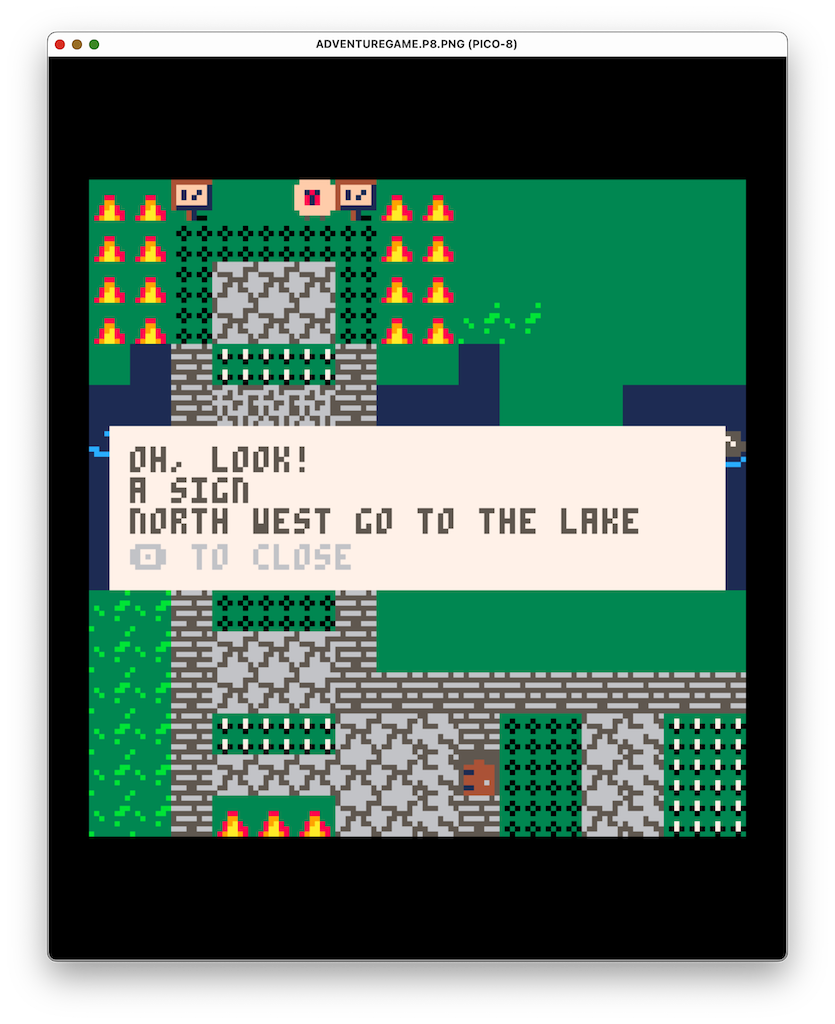 ADVENTUREGAME.P8.PNG (PICO-8)
OH, LOOK!
A SIGN
NORTH WEST GO TO THE LAKE
🅾️ TO CLOSE